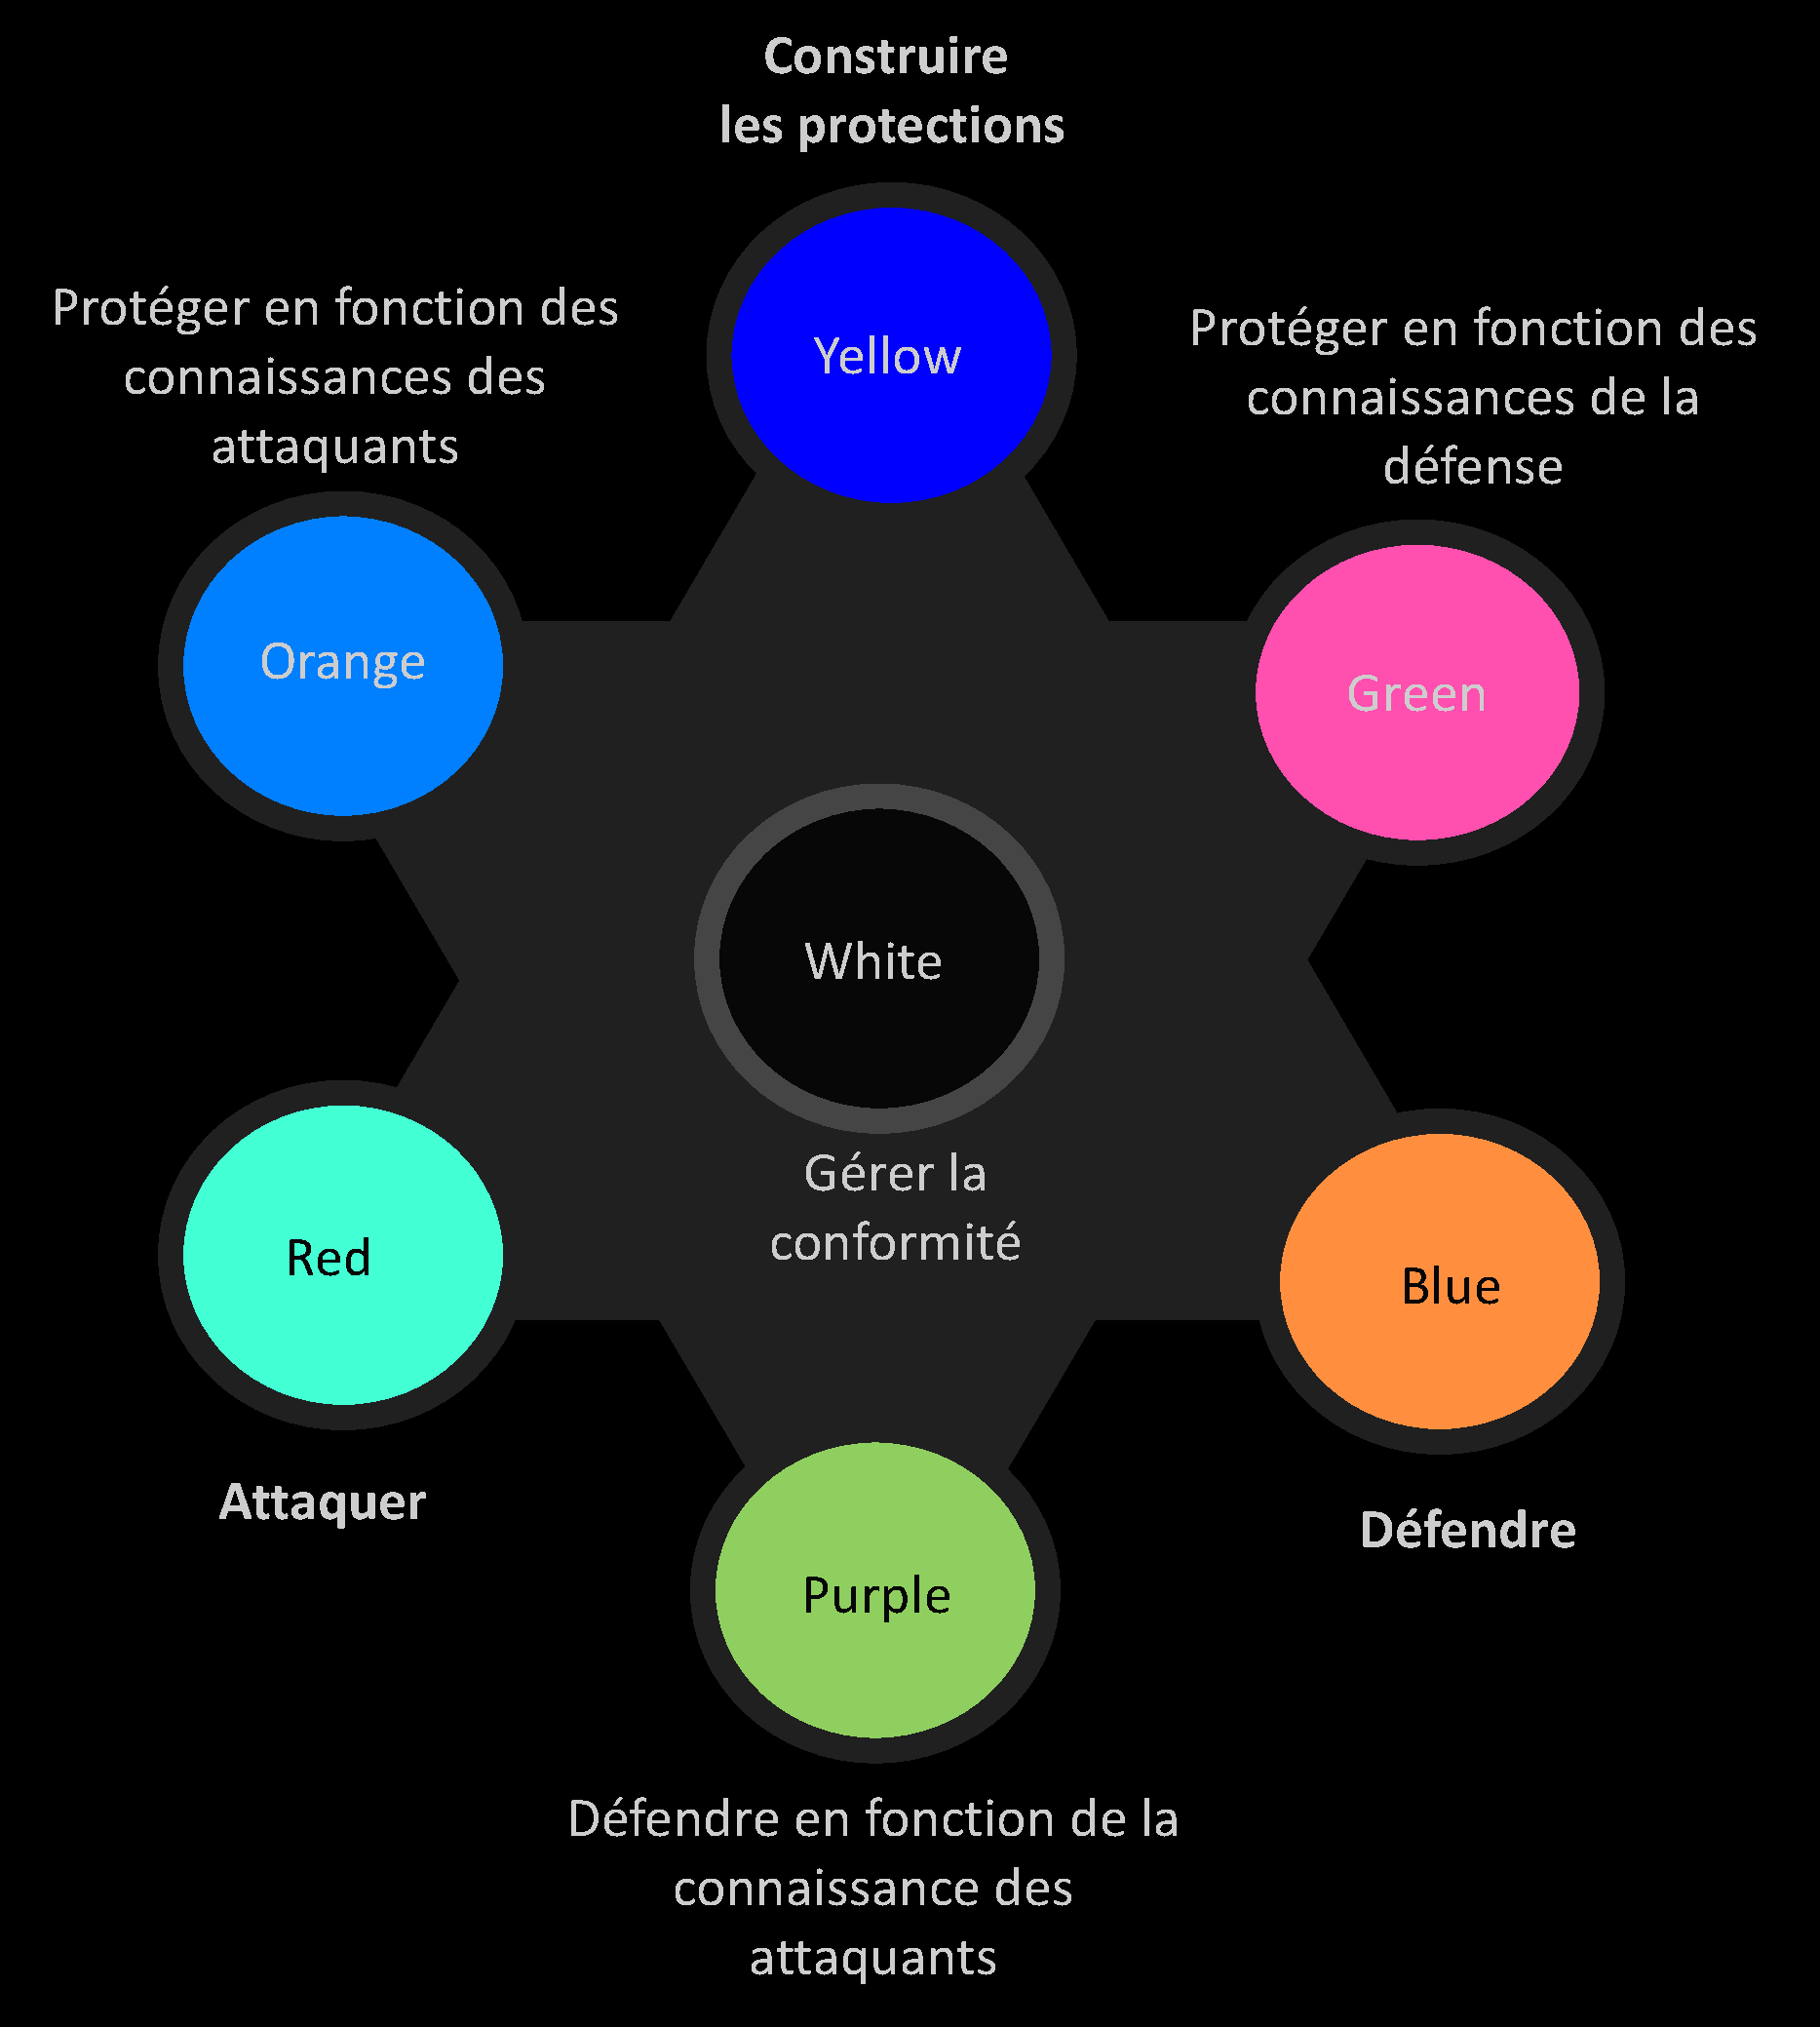 Construire
les protections
Yellow
Protéger en fonction des
connaissances des
attaquants
Orange
Protéger en fonction des
connaissances de la
défense
Green
White
Gérer la
conformité
Red
Attaquer
Blue
Défendre
Purple
Défendre en fonction de la
connaissance des
attaquants